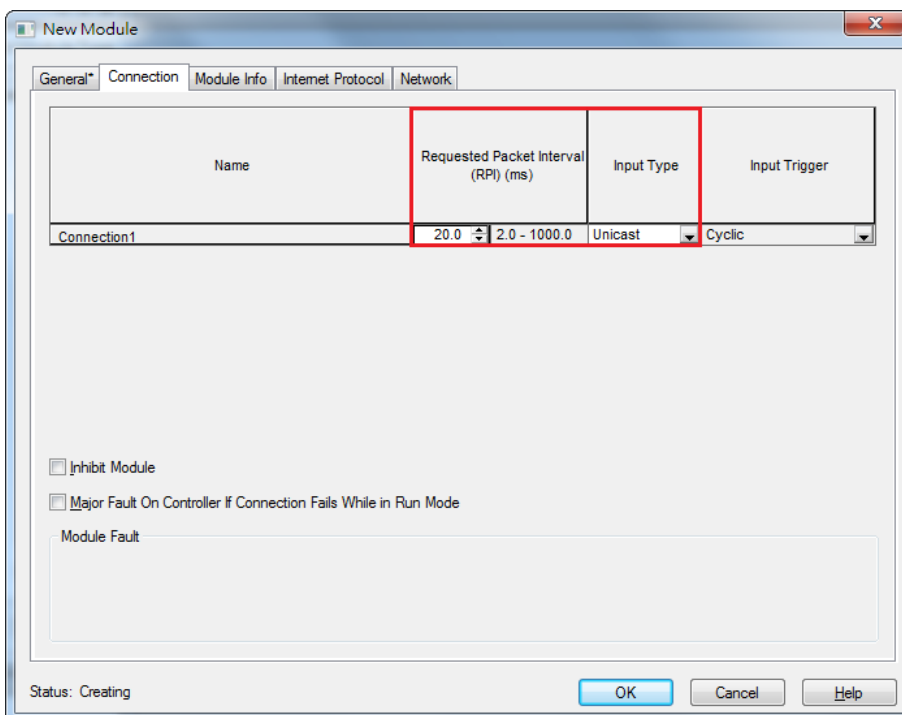 New Module
General* Connection Module Info Internet Protocol Network
Name
Requested Packet Interval
(RPI) (ms)
Input Type
Input Trigger
Connection1 20.0 2.0 - 1000.0 Unicast Cyclic
Inhibit Module
Major Fault On Controller If Connection Fails While in Run Mode
Module Fault
Status: Creating OK Cancel Help